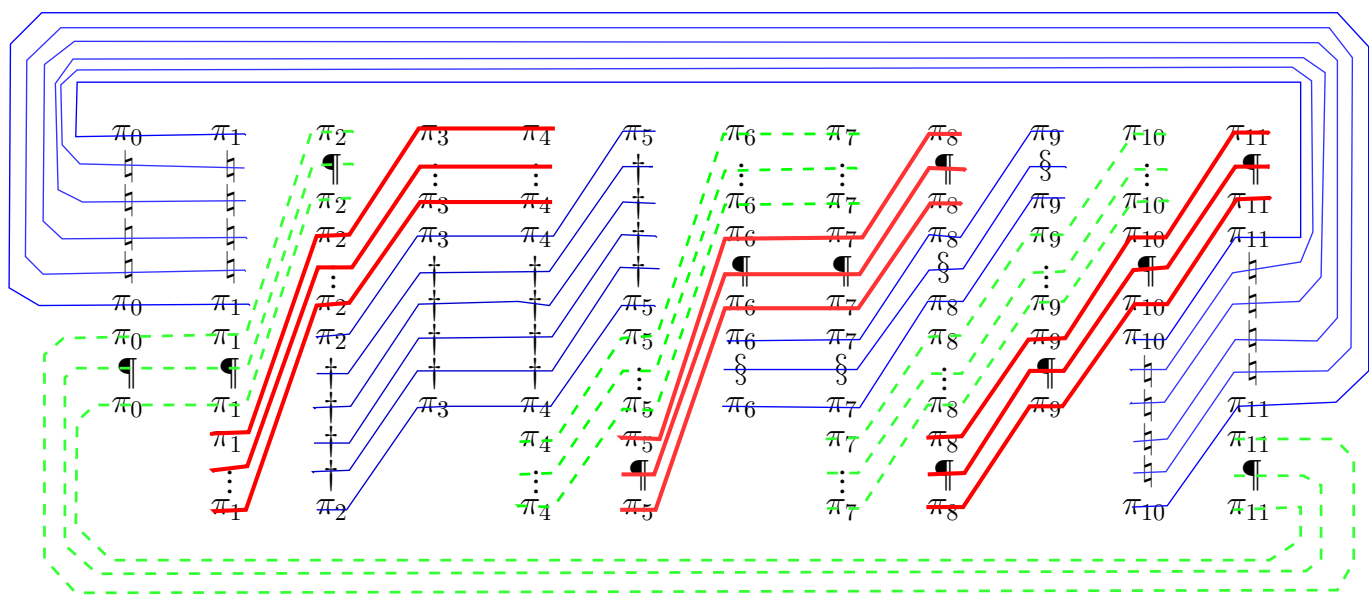 π₀ π₁ π₂ π₃ π₄ π₅ π₆ π₇ π₈ π₉ π₁₀ π₁₁
♮ ♮ ¶ ⋮ ⋮ † ⋮ ⋮ ¶ § ⋮ ¶
♮ ♮ π₂ π₃ π₄ † π₆ π₇ π₈ π₉ π₁₀ π₁₁
♮ ♮ π₂ π₃ π₄ † π₆ π₇ π₈ π₉ π₁₀ π₁₁
♮ ♮ ⋮ † † † ¶ ¶ § ⋮ ¶ ♮
π₀ π₁ π₂ † † π₅ π₆ π₇ π₈ π₉ π₁₀ ♮
π₀ π₁ π₂ † † π₅ π₆ π₇ π₈ π₉ π₁₀ ♮
¶ ¶ † † † ⋮ § § ⋮ ¶ ♮ ♮
π₀ π₁ † π₃ π₄ π₅ π₆ π₇ π₈ π₉ ♮ π₁₁
π₁ † π₄ π₅ π₇ π₈ ♮ π₁₁
⋮ † ⋮ ¶ ⋮ ¶ ♮ ¶
π₁ π₂ π₄ π₅ π₇ π₈ π₁₀ π₁₁